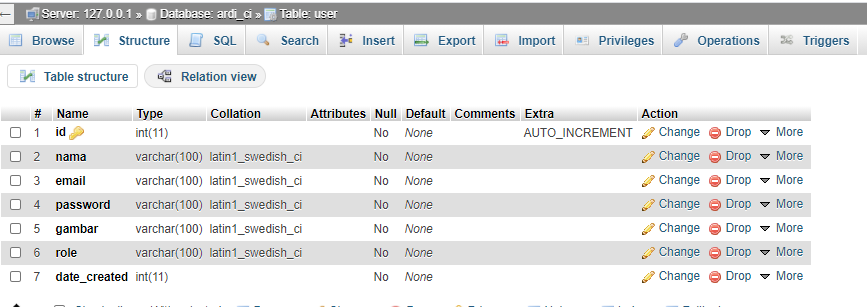 Server: 127.0.0.1 » Database: ardi_ci » Table: user
Browse Structure SQL Search Insert Export Import Privileges Operations Triggers
Table structure Relation view
# Name Type Collation Attributes Null Default Comments Extra Action
1 id int(11) No None AUTO_INCREMENT Change Drop More
2 nama varchar(100) latin1_swedish_ci No None Change Drop More
3 email varchar(100) latin1_swedish_ci No None Change Drop More
4 password varchar(100) latin1_swedish_ci No None Change Drop More
5 gambar varchar(100) latin1_swedish_ci No None Change Drop More
6 role varchar(100) latin1_swedish_ci No None Change Drop More
7 date_created int(11) No None Change Drop More